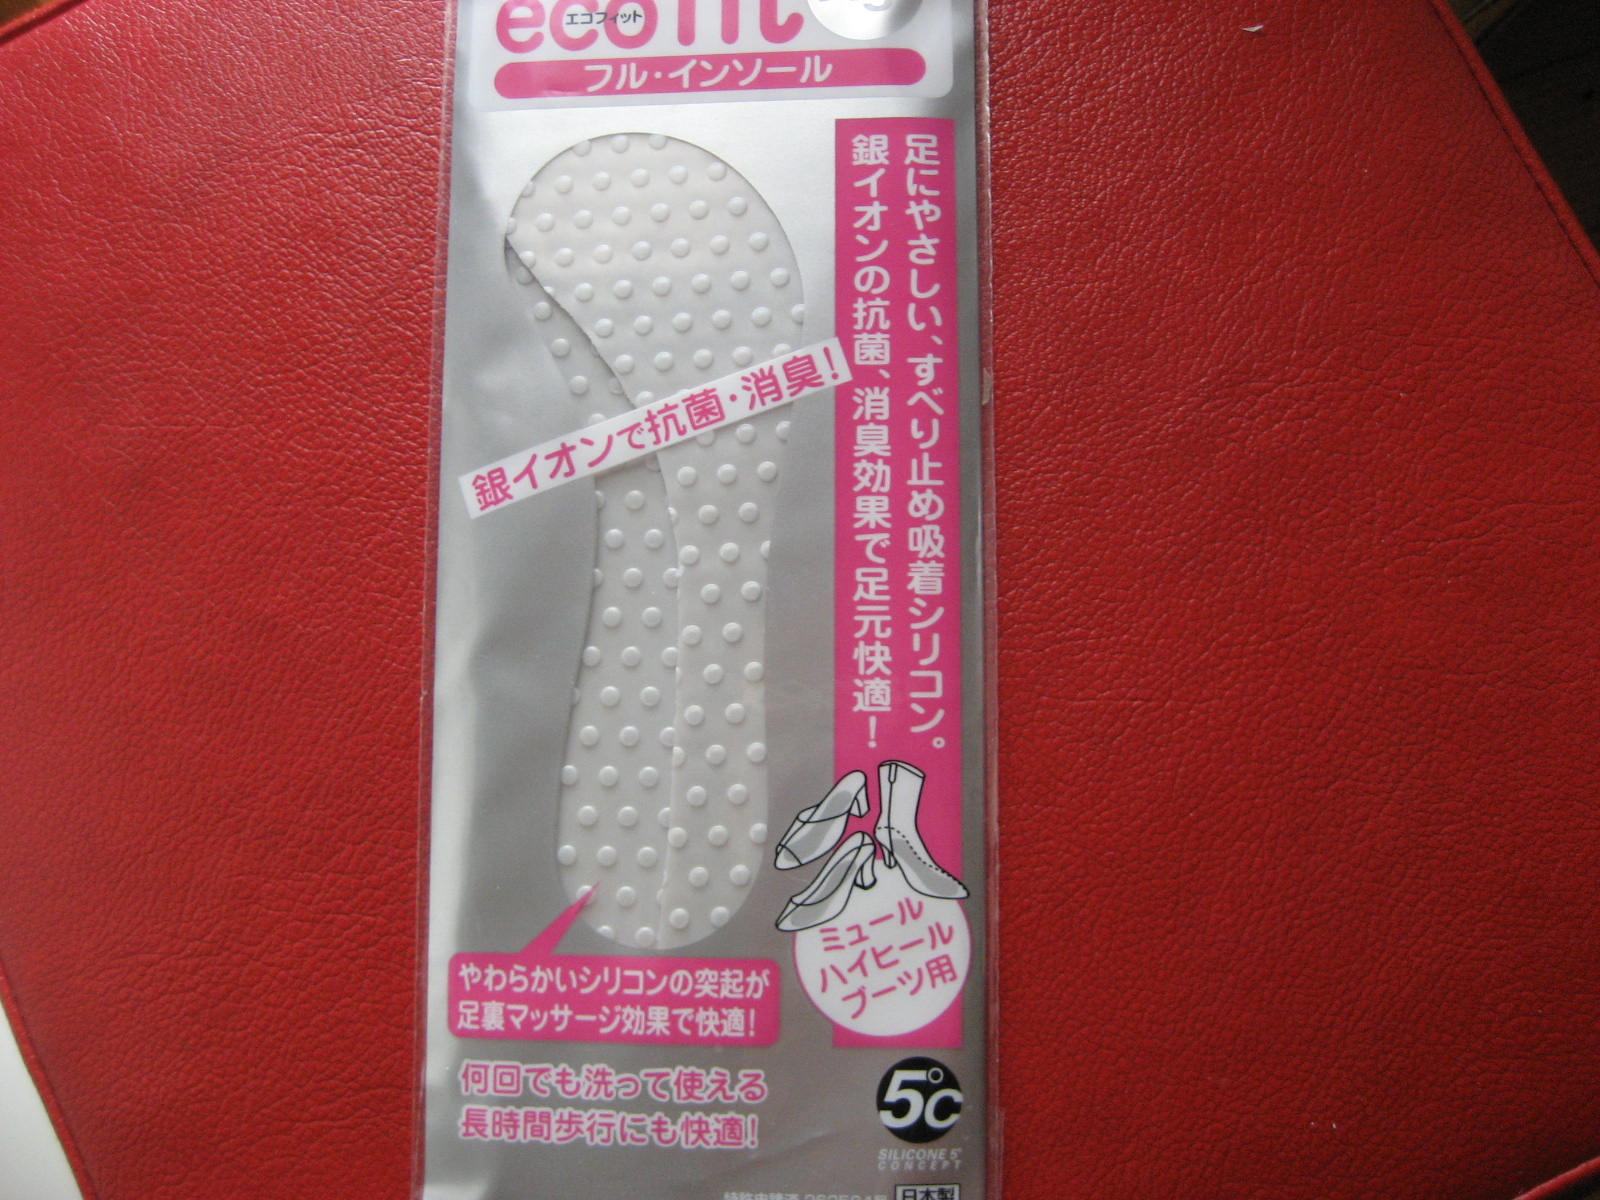 eco fit
エコフィット
フル・インソール
足にやさしい、すべり止め吸着シリコン。
銀イオンの抗菌、消臭効果で足元快適！
銀イオンで抗菌・消臭！
ミュール
ハイヒール
ブーツ用
やわらかいシリコンの突起が
足裏マッサージ効果で快適！
何回でも洗って使える
長時間歩行にも快適！
5°C
SILICONE 5°
CONCEPT
日本製